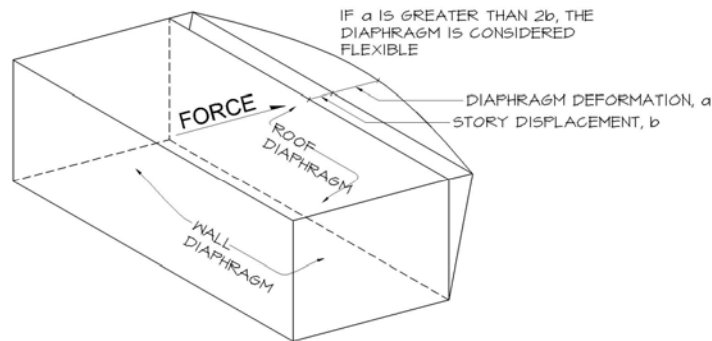 IF a IS GREATER THAN 2b, THE
DIAPHRAGM IS CONSIDERED
FLEXIBLE
DIAPHRAGM DEFORMATION, a
STORY DISPLACEMENT, b
FORCE
ROOF
DIAPHRAGM
WALL
DIAPHRAGM